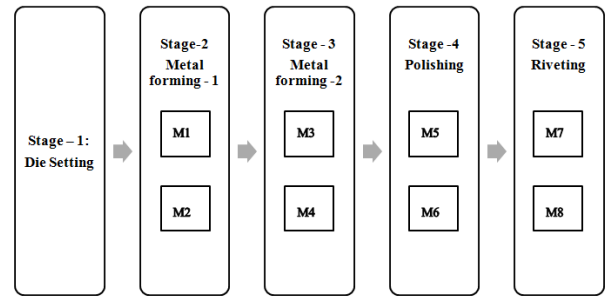 Stage – 1:
Die Setting
Stage-2
Metal
forming - 1
M1
M2
Stage - 3
Metal
forming -2
M3
M4
Stage -4
Polishing
M5
M6
Stage - 5
Riveting
M7
M8